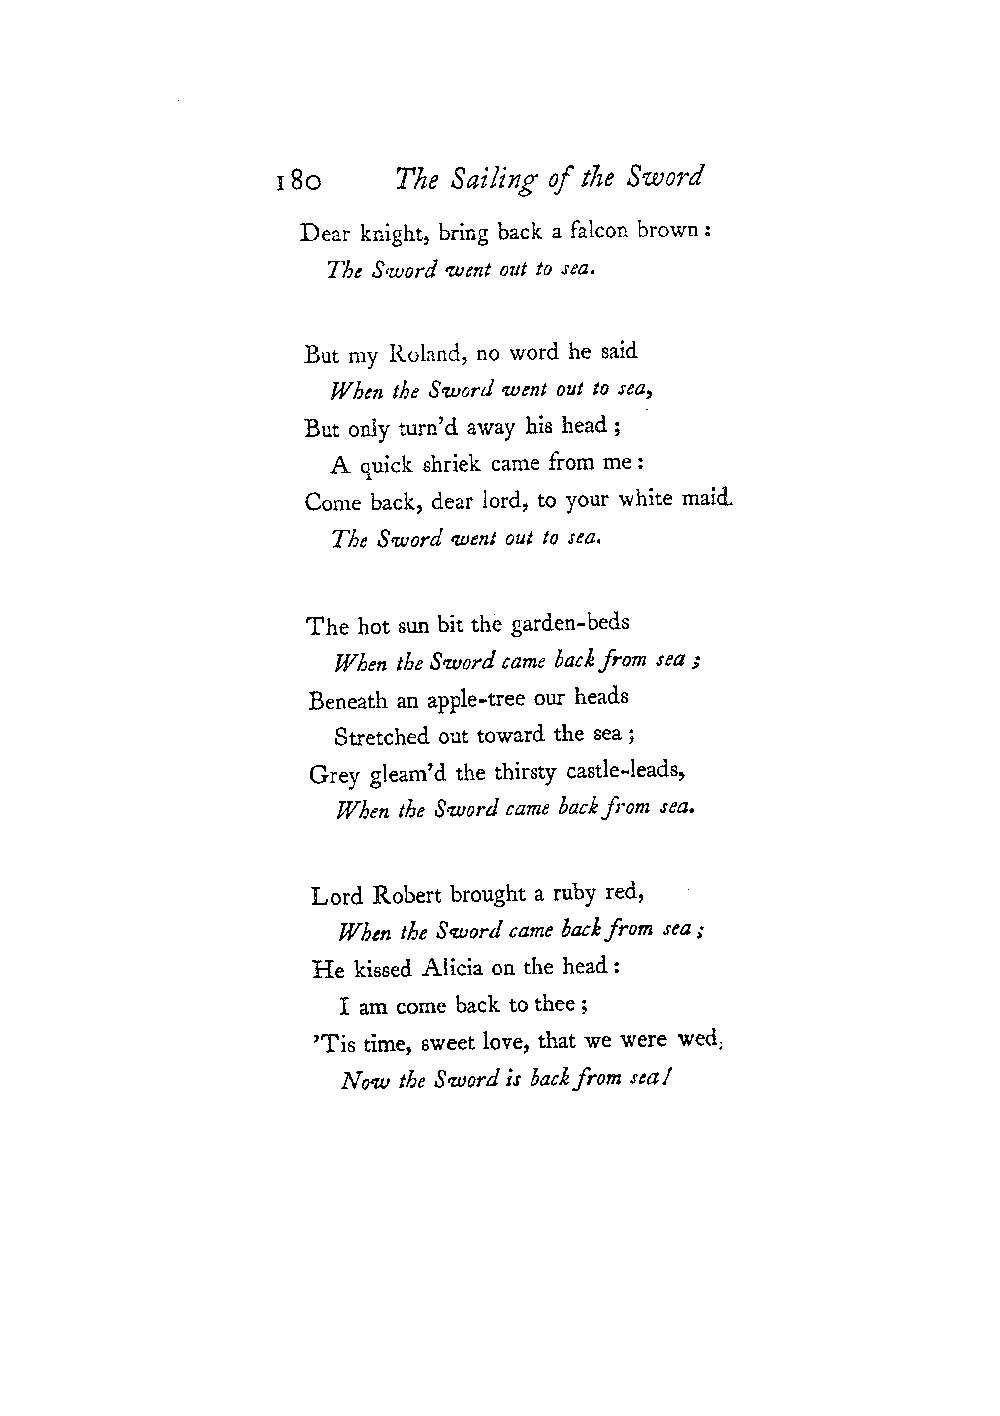 180 The Sailing of the Sword
Dear knight, bring back a falcon brown :
The Sword went out to sea.
But my Roland, no word he said
When the Sword went out to sea,
But only turn'd away his head ;
A quick shriek came from me :
Come back, dear lord, to your white maid.
The Sword went out to sea.
The hot sun bit the garden-beds
When the Sword came back from sea ;
Beneath an apple-tree our heads
Stretched out toward the sea ;
Grey gleam'd the thirsty castle-leads,
When the Sword came back from sea.
Lord Robert brought a ruby red,
When the Sword came back from sea ;
He kissed Alicia on the head :
I am come back to thee ;
'Tis time, sweet love, that we were wed,
Now the Sword is back from sea !